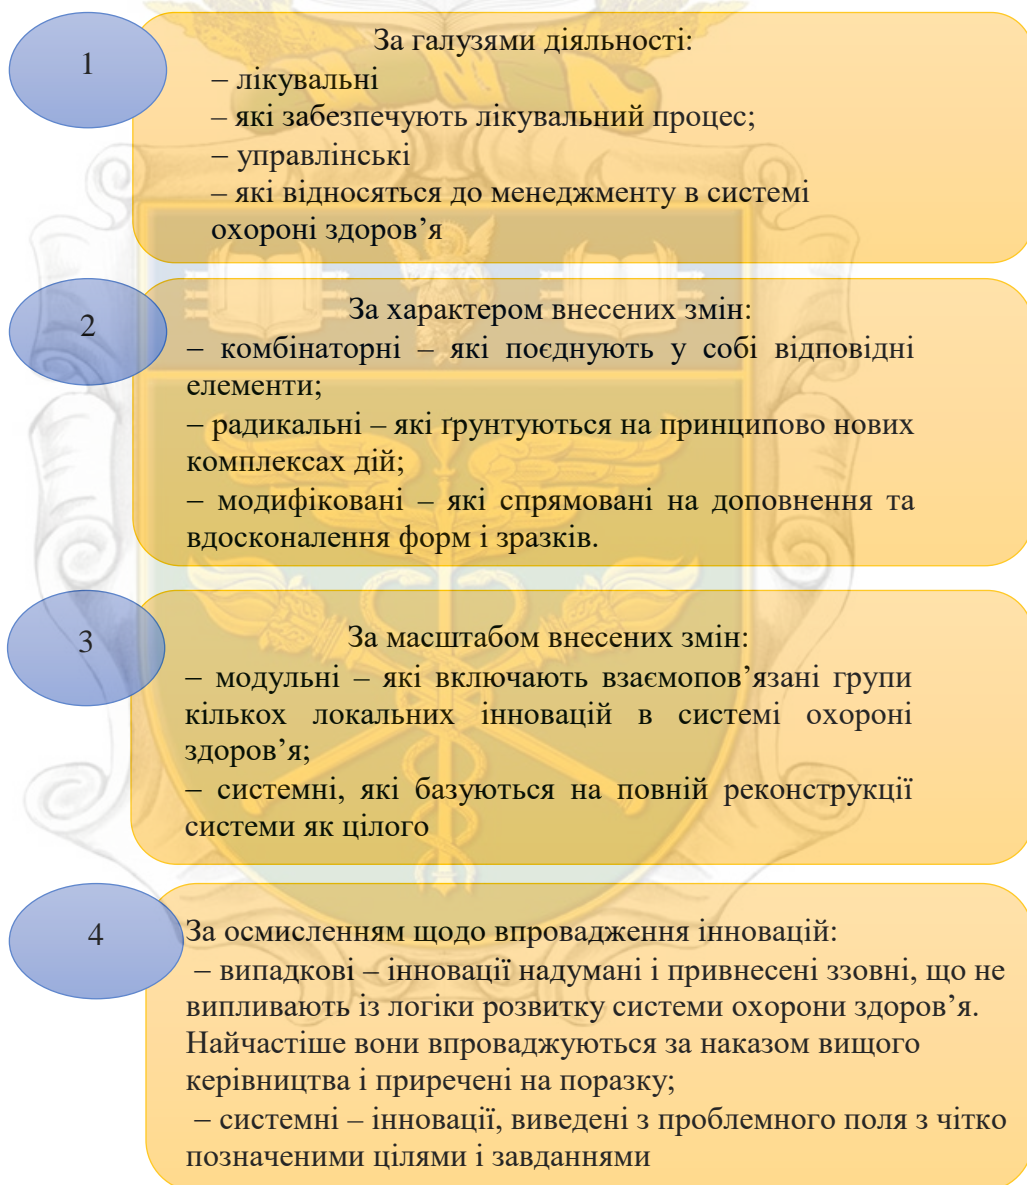 1
За галузями діяльності:
– лікувальні
– які забезпечують лікувальний процес;
– управлінські
– які відносяться до менеджменту в системі
охороні здоров’я
2
За характером внесених змін:
– комбінаторні – які поєднують у собі відповідні
елементи;
– радикальні – які ґрунтуються на принципово нових
комплексах дій;
– модифіковані – які спрямовані на доповнення та
вдосконалення форм і зразків.
3
За масштабом внесених змін:
– модульні – які включають взаємопов’язані групи
кількох локальних інновацій в системі охороні
здоров’я;
– системні, які базуються на повній реконструкції
системи як цілого
4
За осмисленням щодо впровадження інновацій:
– випадкові – інновації надумані і привнесені ззовні, що не
випливають із логіки розвитку системи охорони здоров’я.
Найчастіше вони впроваджуються за наказом вищого
керівництва і приречені на поразку;
– системні – інновації, виведені з проблемного поля з чітко
позначеними цілями і завданнями